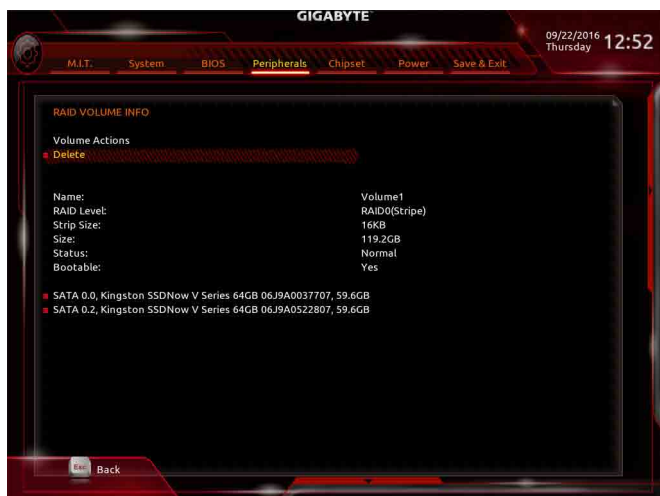 GIGABYTE™
09/22/2016
Thursday
12:52
M.I.T. System BIOS Peripherals Chipset Power Save & Exit
RAID VOLUME INFO
Volume Actions
Delete
Name: Volume1
RAID Level: RAID0(Stripe)
Strip Size: 16KB
Size: 119.2GB
Status: Normal
Bootable: Yes
SATA 0.0, Kingston SSDNow V Series 64GB 06J9A0037707, 59.6GB
SATA 0.2, Kingston SSDNow V Series 64GB 06J9A0522807, 59.6GB
Esc Back